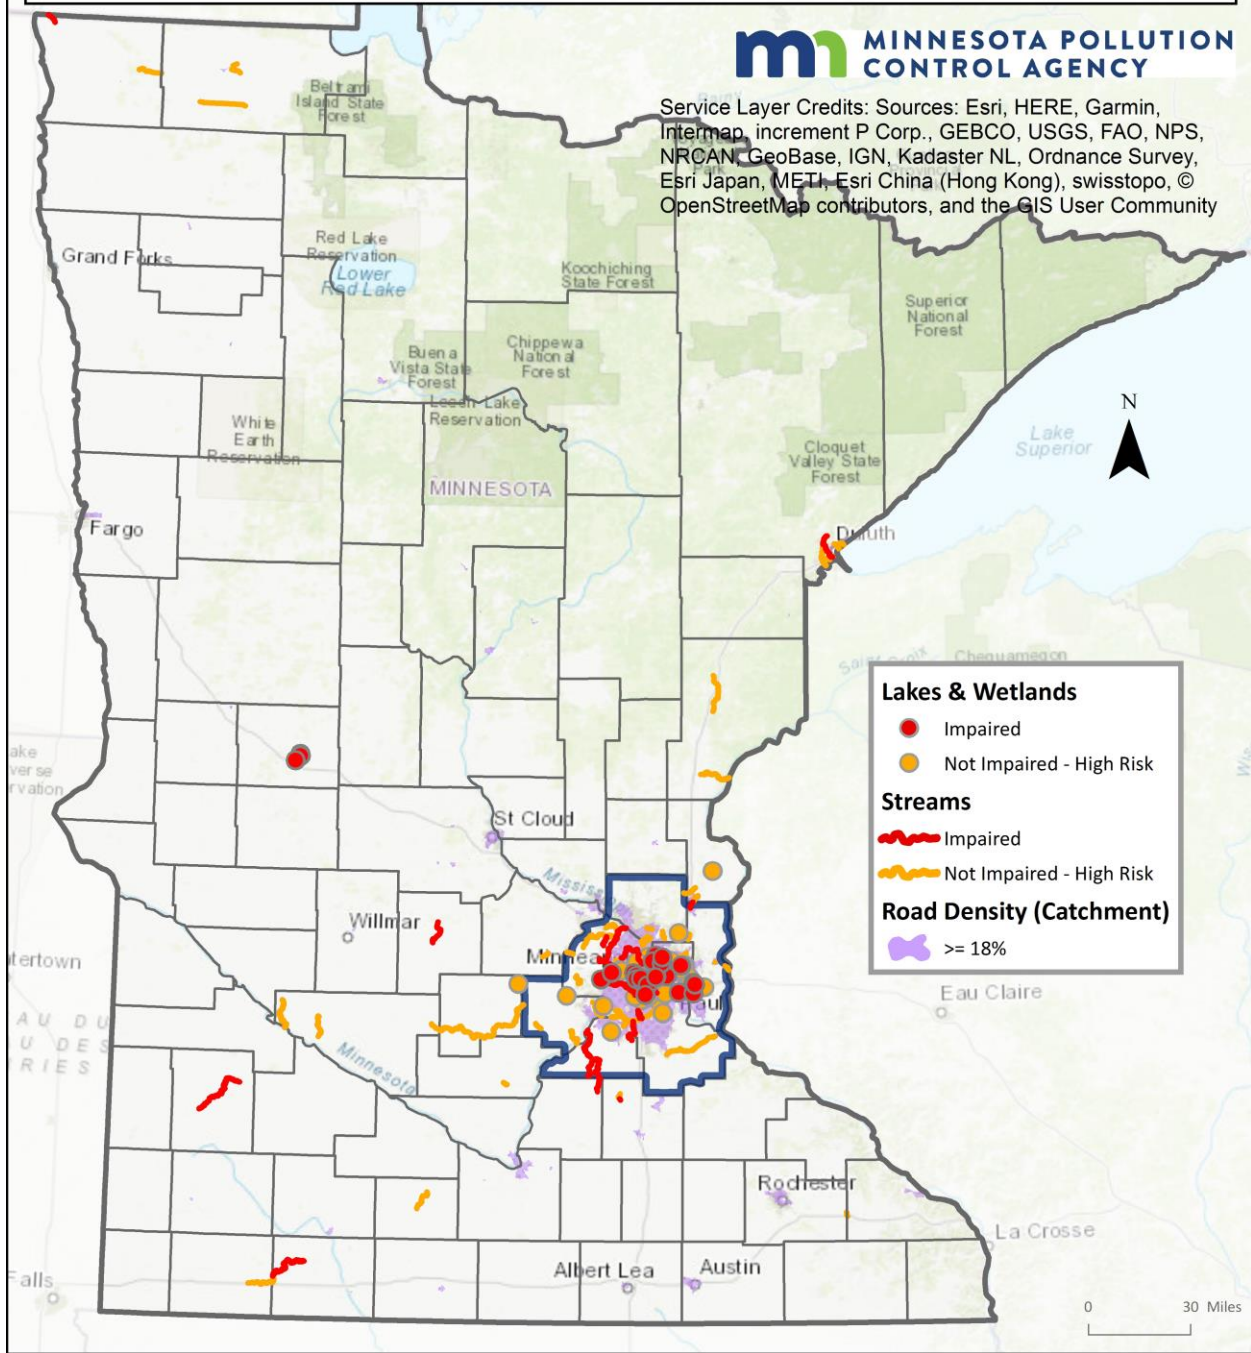 MINNESOTA POLLUTION
CONTROL AGENCY
Service Layer Credits: Sources: Esri, HERE, Garmin,
Intermap, increment P Corp., GEBCO, USGS, FAO, NPS,
NRCAN, GeoBase, IGN, Kadaster NL, Ordnance Survey,
Esri Japan, METI, Esri China (Hong Kong), swisstopo, ©
OpenStreetMap contributors, and the GIS User Community
Beltrami
Island State
Forest
Grand Forks
Red Lake
Reservation
Lower
Red Lake
Koochiching
State Forest
Superior
National
Forest
Buena
Vista State
Forest
Chippewa
National
Forest
Leech Lake
Reservation
White
Earth
Reservation
N
Lake
Superior
Cloquet
Valley State
Forest
MINNESOTA
Fargo
Duluth
Chequamegon
Lakes & Wetlands
Impaired
Not Impaired - High Risk
Streams
Impaired
Not Impaired - High Risk
Road Density (Catchment)
>= 18%
St Cloud
Willmar
Eau Claire
Minnesota
Rochester
La Crosse
Albert Lea
Austin
Falls
0 30 Miles